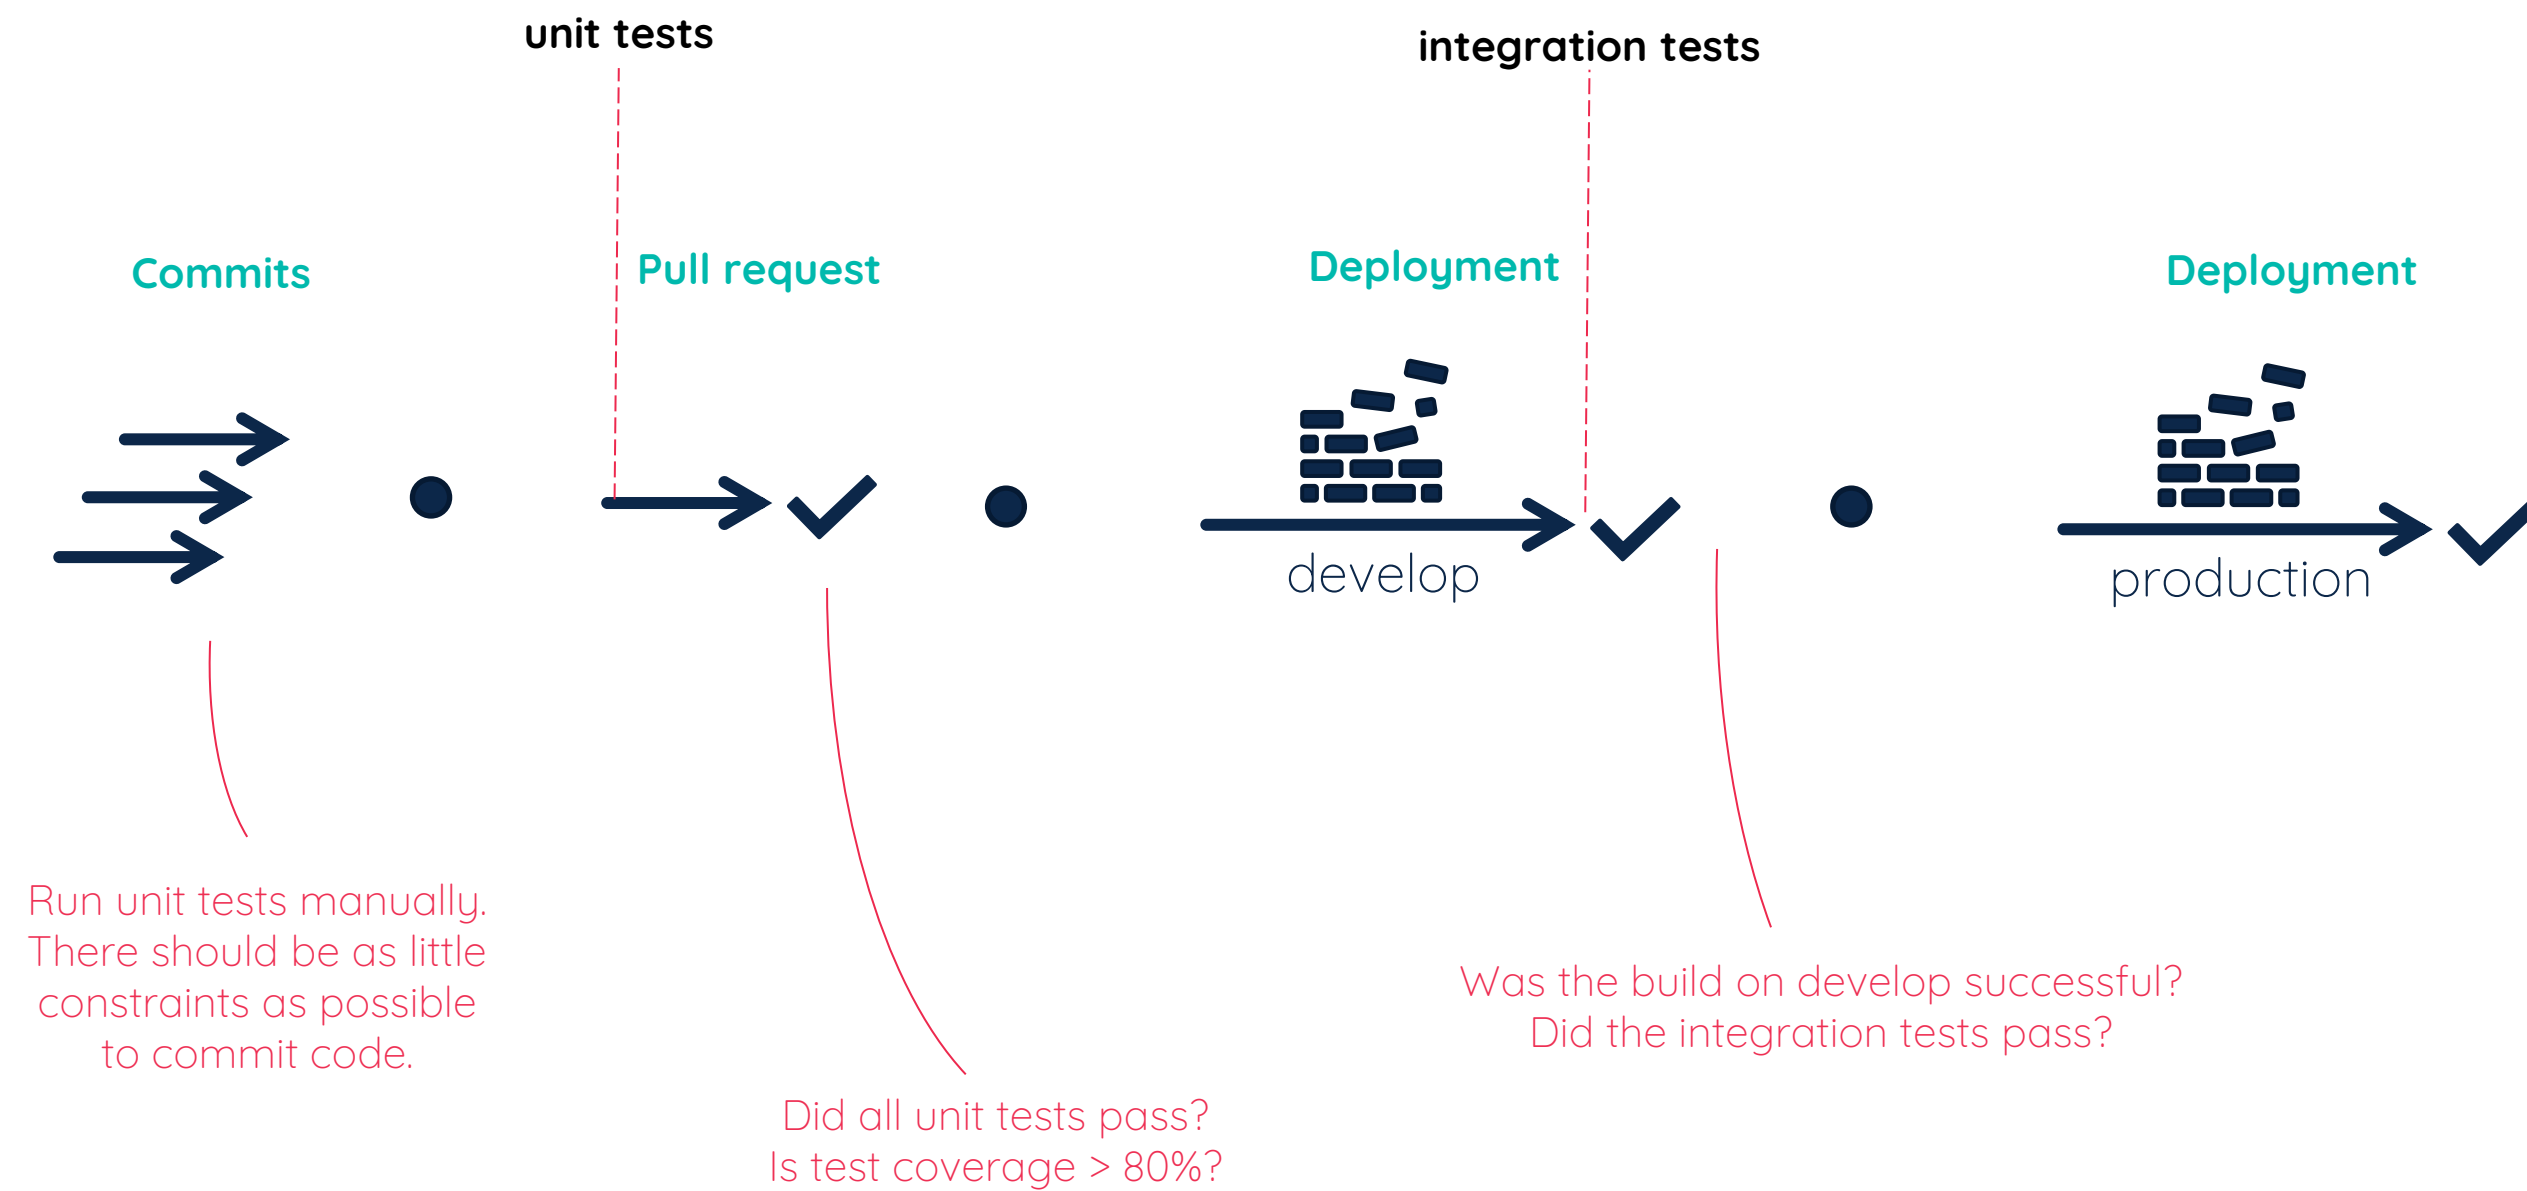 unit tests
integration tests
Commits
Pull request
Deployment
Deployment
develop
production
Run unit tests manually.
There should be as little
constraints as possible
to commit code.
Did all unit tests pass?
Is test coverage > 80%?
Was the build on develop successful?
Did the integration tests pass?